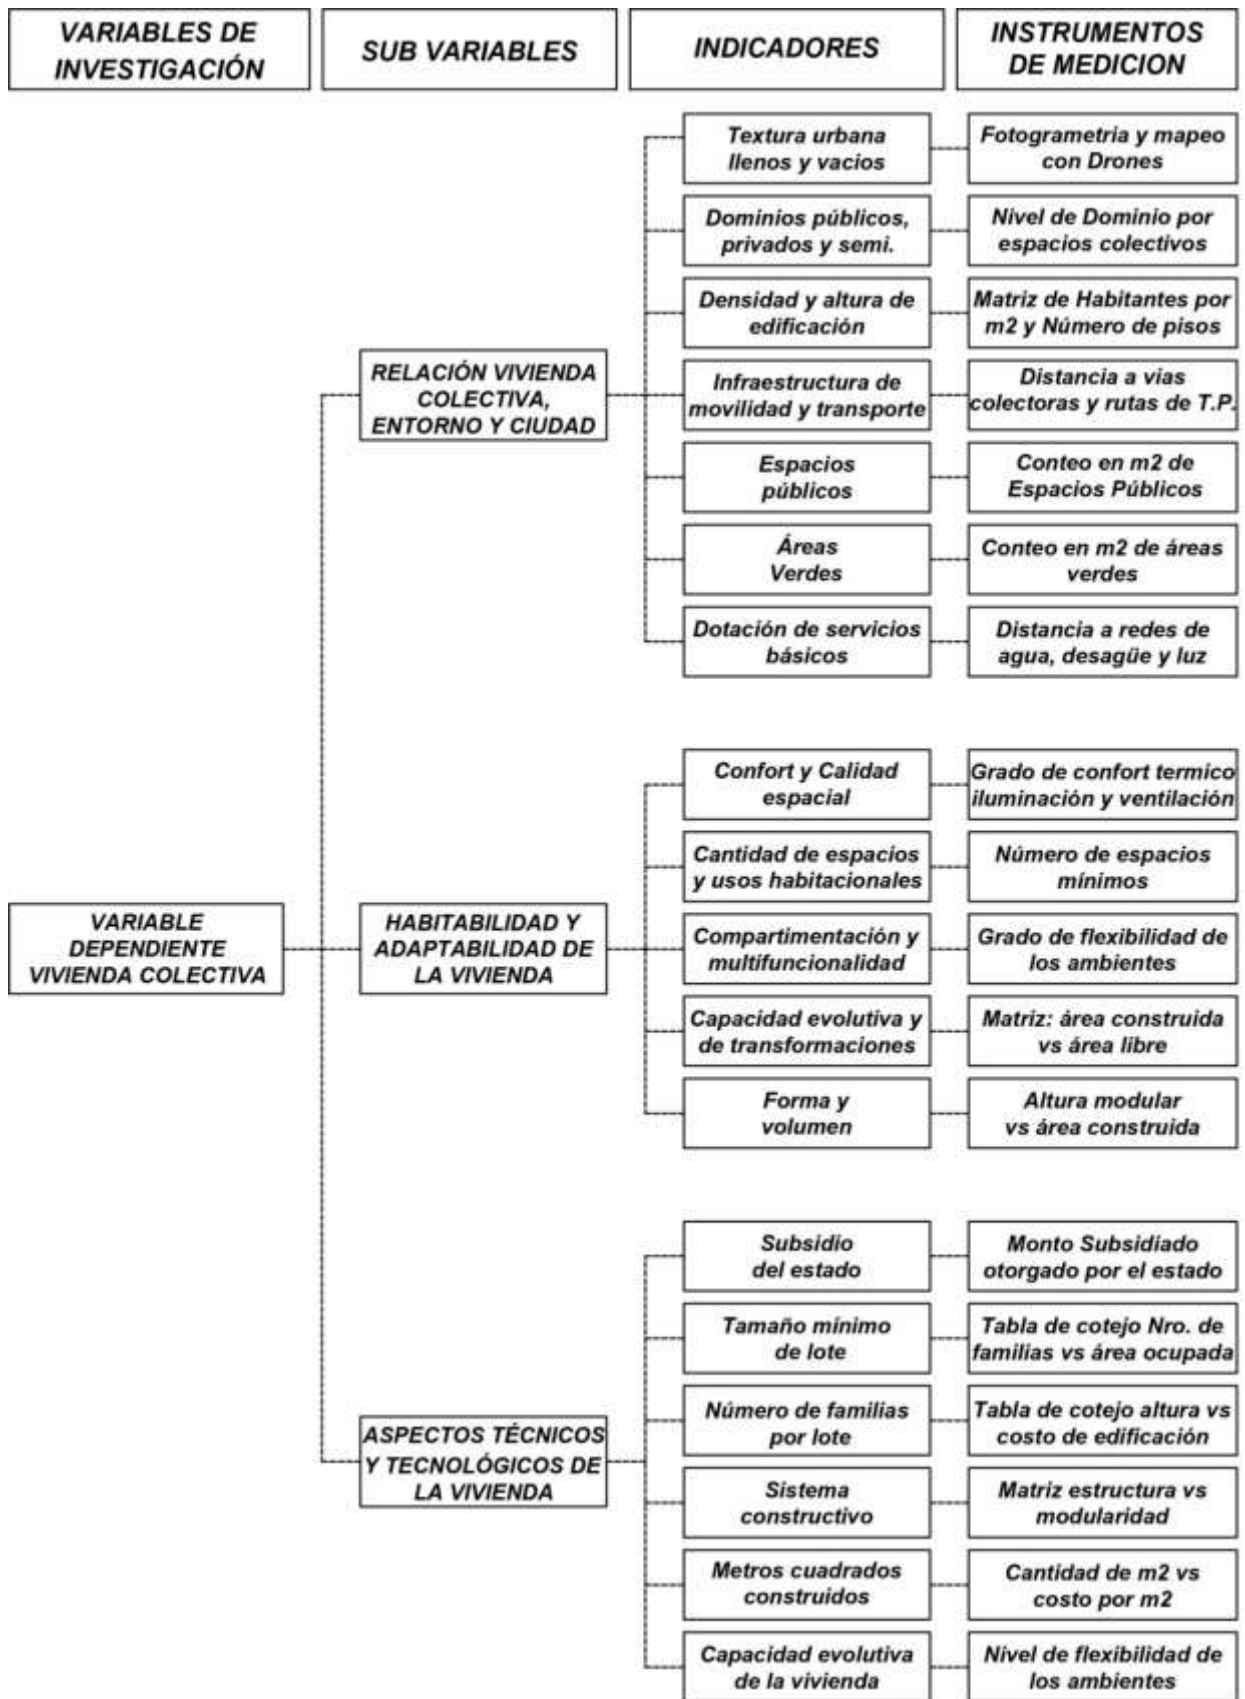 VARIABLES DE
INVESTIGACIÓN
SUB VARIABLES
INDICADORES
INSTRUMENTOS
DE MEDICION
VARIABLE
DEPENDIENTE
VIVIENDA COLECTIVA
RELACIÓN VIVIENDA
COLECTIVA,
ENTORNO Y CIUDAD
Textura urbana
llenos y vacios
Fotogrametria y mapeo
con Drones
Dominios públicos,
privados y semi.
Nivel de Dominio por
espacios colectivos
Densidad y altura de
edificación
Matriz de Habitantes por
m2 y Número de pisos
Infraestructura de
movilidad y transporte
Distancia a vias
colectoras y rutas de T.P.
Espacios
públicos
Conteo en m2 de
Espacios Públicos
Áreas
Verdes
Conteo en m2 de áreas
verdes
Dotación de servicios
básicos
Distancia a redes de
agua, desagüe y luz
HABITABILIDAD Y
ADAPTABILIDAD DE
LA VIVIENDA
Confort y Calidad
espacial
Grado de confort termico
iluminación y ventilación
Cantidad de espacios
y usos habitacionales
Número de espacios
mínimos
Compartimentación y
multifuncionalidad
Grado de flexibilidad de
los ambientes
Capacidad evolutiva y
de transformaciones
Matriz: área construida
vs área libre
Forma y
volumen
Altura modular
vs área construida
ASPECTOS TÉCNICOS
Y TECNOLÓGICOS DE
LA VIVIENDA
Subsidio
del estado
Monto Subsidiado
otorgado por el estado
Tamaño mínimo
de lote
Tabla de cotejo Nro. de
familias vs área ocupada
Número de familias
por lote
Tabla de cotejo altura vs
costo de edificación
Sistema
constructivo
Matriz estructura vs
modularidad
Metros cuadrados
construidos
Cantidad de m2 vs
costo por m2
Capacidad evolutiva
de la vivienda
Nivel de flexibilidad de
los ambientes